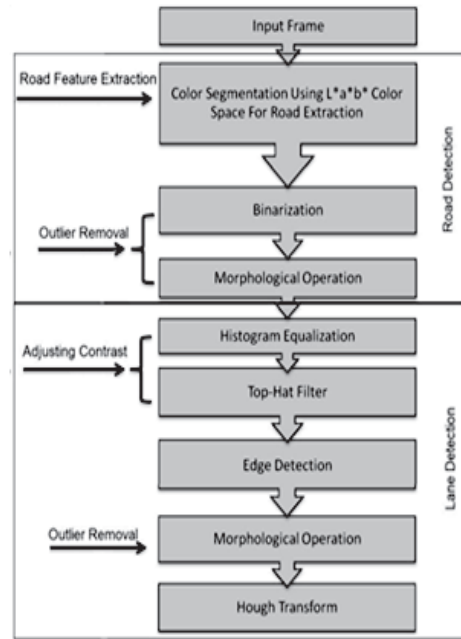 Input Frame
Road Feature Extraction
Color Segmentation Using L*a*b* Color
Space For Road Extraction
Road Detection
Binarization
Outlier Removal
Morphological Operation
Histogram Equalization
Adjusting Contrast
Top-Hat Filter
Lane Detection
Edge Detection
Outlier Removal
Morphological Operation
Hough Transform